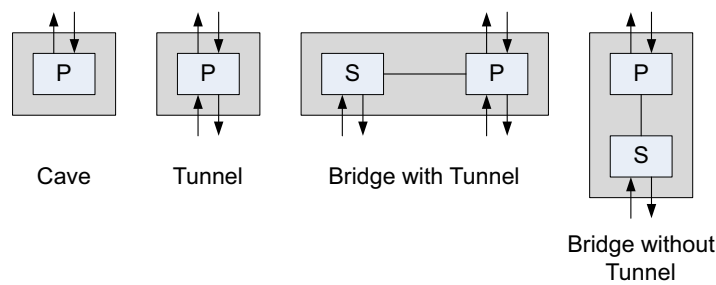 P
Cave
P
Tunnel
S P
Bridge with Tunnel
P
S
Bridge without
Tunnel